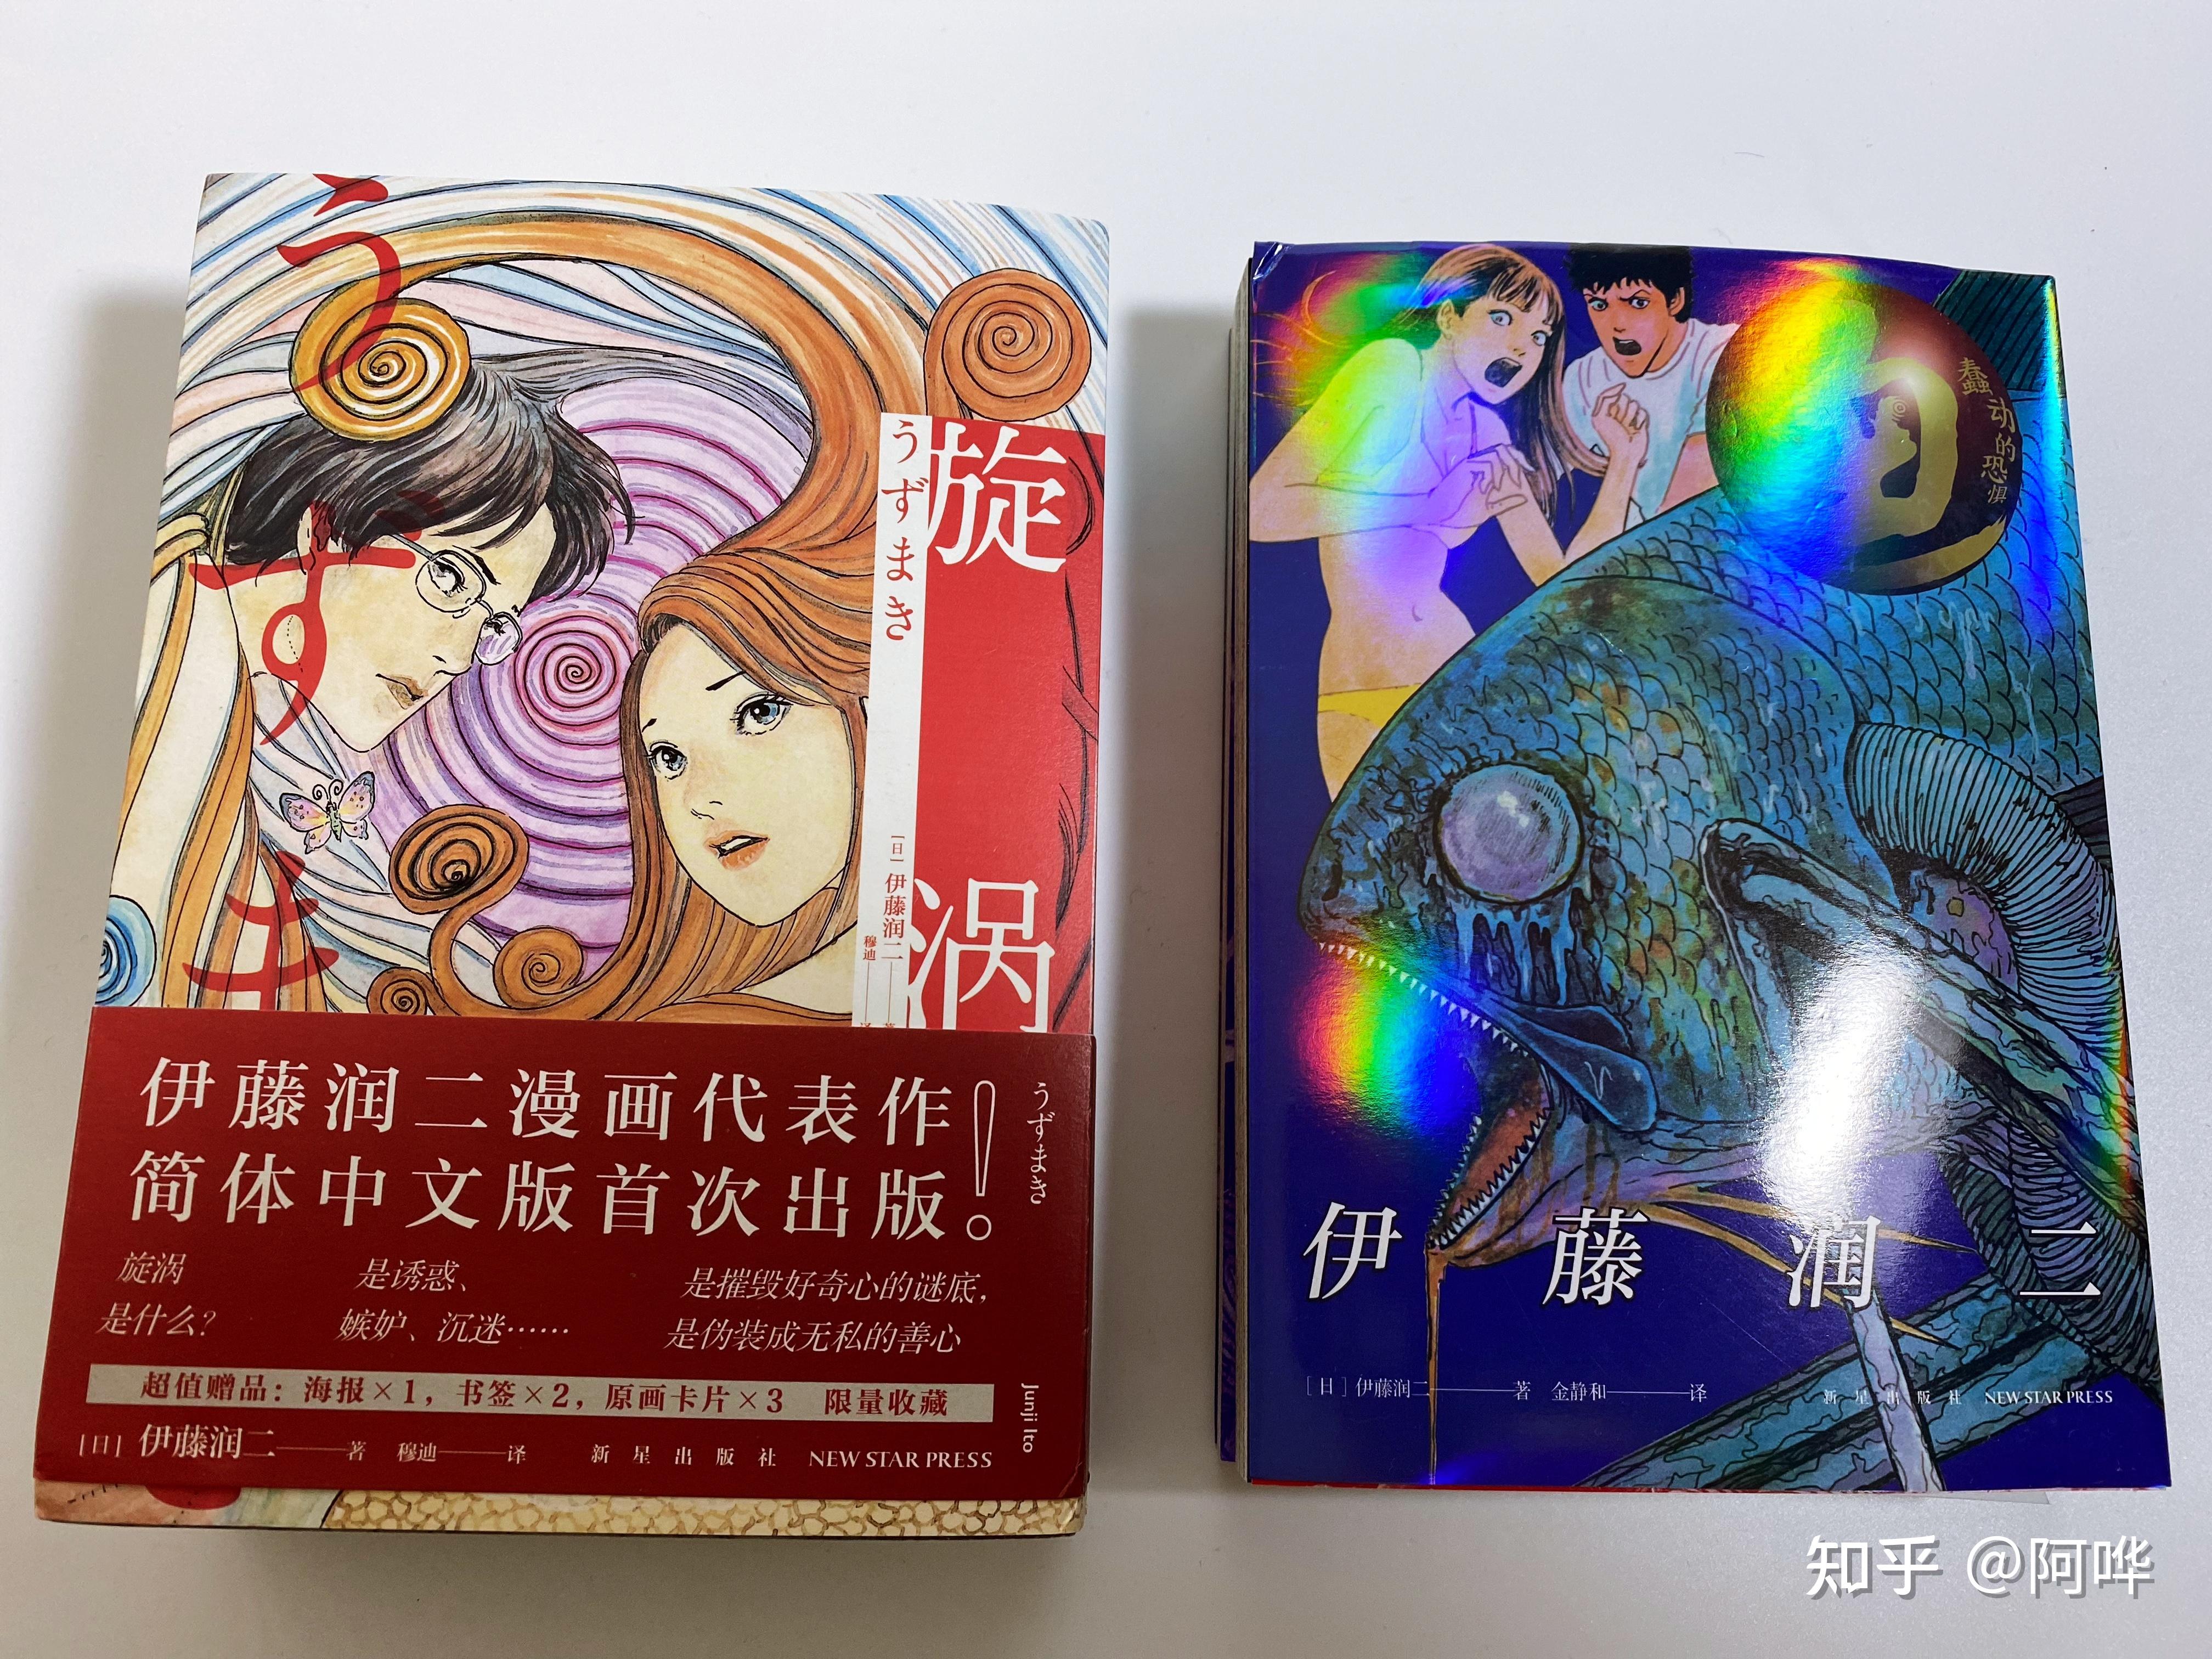 うずま
うずまき
旋涡
[日]伊藤润二——著
穆迪——译
伊藤润二漫画代表作
简体中文版首次出版!
うずまき
旋涡
是什么?
是诱惑、
嫉妒、沉迷……
是摧毁好奇心的谜底,
是伪装成无私的善心
超值赠品:海报×1,书签×2,原画卡片×3 限量收藏
Junji Ito
[日]伊藤润二——著 穆迪——译 新星出版社 NEW STAR PRESS
蠢动的恐惧
伊藤润二
[日]伊藤润二——著 金静和——译
新星出版社 NEW STAR PRESS
知乎 @阿哗